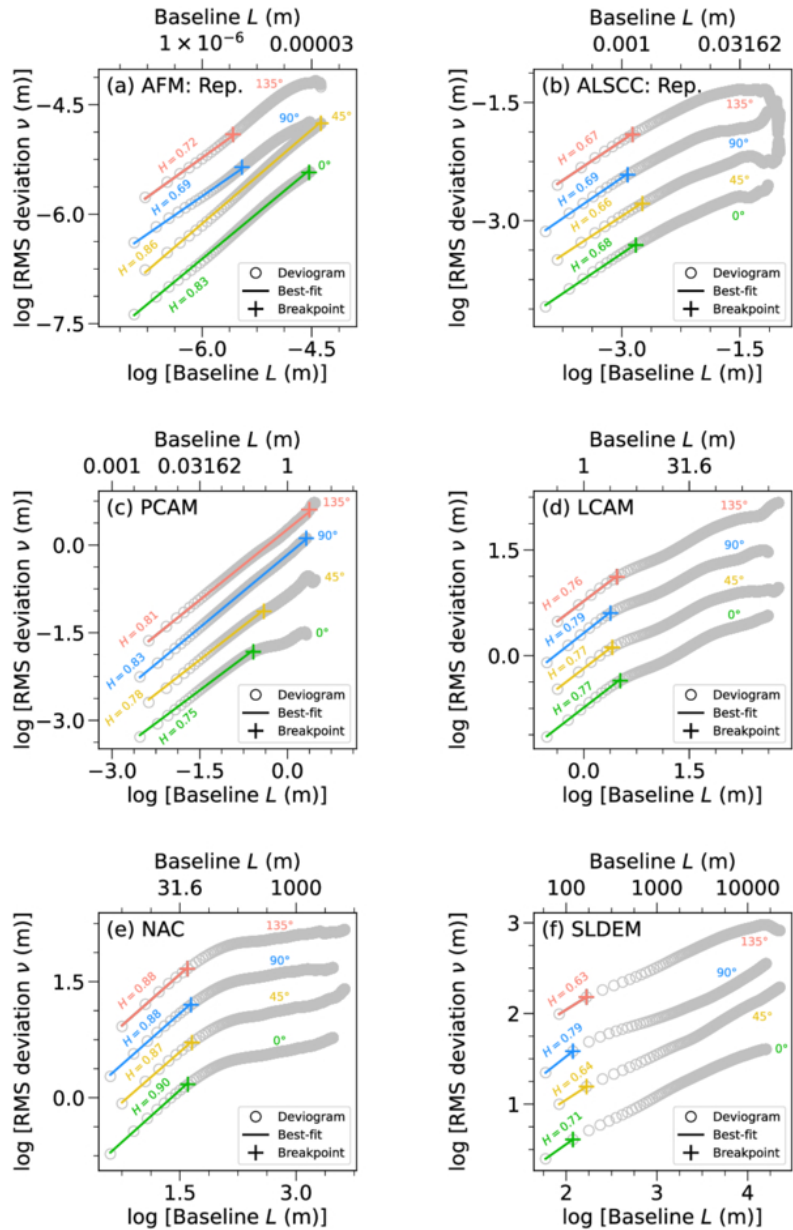 Baseline L (m)
1 × 10⁻⁶ 0.00003
(a) AFM: Rep.
135°
90°
45°
0°
H = 0.72
H = 0.69
H = 0.86
H = 0.83
Deviogram
Best-fit
Breakpoint
log [RMS deviation ν (m)]
−4.5
−6.0
−7.5
−6.0 −4.5
log [Baseline L (m)]
Baseline L (m)
0.001 0.03162
(b) ALSCC: Rep.
135°
90°
45°
0°
H = 0.67
H = 0.69
H = 0.66
H = 0.68
Deviogram
Best-fit
Breakpoint
log [RMS deviation ν (m)]
−1.5
−3.0
−3.0 −1.5
log [Baseline L (m)]
Baseline L (m)
0.001 0.03162 1
(c) PCAM
135°
90°
45°
0°
H = 0.81
H = 0.83
H = 0.78
H = 0.75
Deviogram
Best-fit
Breakpoint
log [RMS deviation ν (m)]
0.0
−1.5
−3.0
−3.0 −1.5 0.0
log [Baseline L (m)]
Baseline L (m)
1 31.6
(d) LCAM
135°
90°
45°
0°
H = 0.76
H = 0.79
H = 0.77
H = 0.77
Deviogram
Best-fit
Breakpoint
log [RMS deviation ν (m)]
1.5
0.0
0.0 1.5
log [Baseline L (m)]
Baseline L (m)
31.6 1000
(e) NAC
135°
90°
45°
0°
H = 0.88
H = 0.88
H = 0.87
H = 0.90
Deviogram
Best-fit
Breakpoint
log [RMS deviation ν (m)]
1.5
0.0
1.5 3.0
log [Baseline L (m)]
Baseline L (m)
100 1000 10000
(f) SLDEM
135°
90°
45°
0°
H = 0.63
H = 0.79
H = 0.64
H = 0.71
Deviogram
Best-fit
Breakpoint
log [RMS deviation ν (m)]
3
2
1
2 3 4
log [Baseline L (m)]